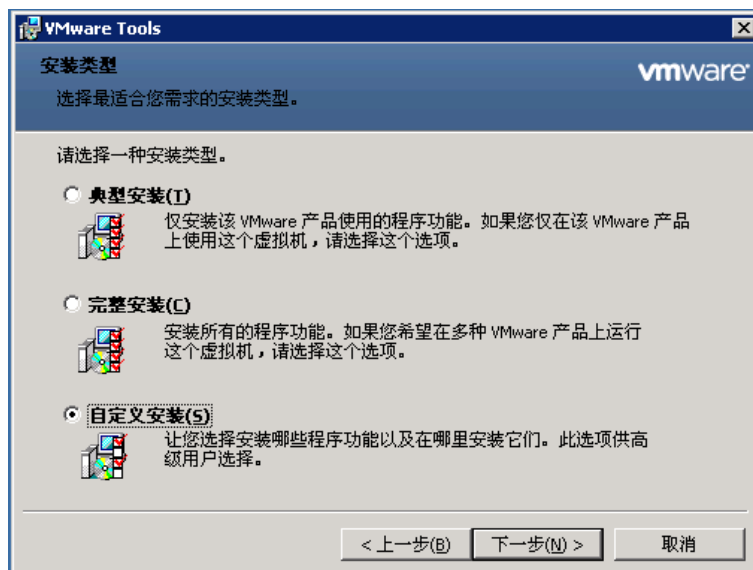 VMware Tools
安装类型
vmware
选择最适合您需求的安装类型。
请选择一种安装类型。
典型安装(T)
仅安装该 VMware 产品使用的程序功能。如果您仅在该 VMware 产品
上使用这个虚拟机，请选择这个选项。
完整安装(C)
安装所有的程序功能。如果您希望在多种 VMware 产品上运行
这个虚拟机，请选择这个选项。
自定义安装(S)
让您选择安装哪些程序功能以及在哪里安装它们。此选项供高
级用户选择。
< 上一步(B)
下一步(N) >
取消